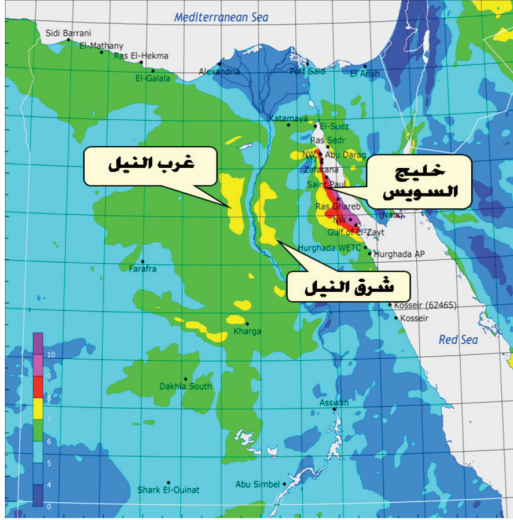 Mediterranean Sea
Sidi Barrani
El-Mathany
Ras El-Hekma
El-Galala
Alexandria
Port Said
El Arish
Katamaya
El-Suez
Ras Sedr
NW
Abu Darag
Zafarana
Saint Paul
خليج
السويس
غرب النيل
Ras Ghareb
NW
Nabq
Gulf of El-Zayt
Hurghada WETC
Hurghada AP
Farafra
شرق النيل
Kosseir (62465)
Kosseir
Kharga
Red Sea
Dakhla South
Asswan
Shark El-Ouinat
Abu Simbel
10
9
8
7
6
5
4
0